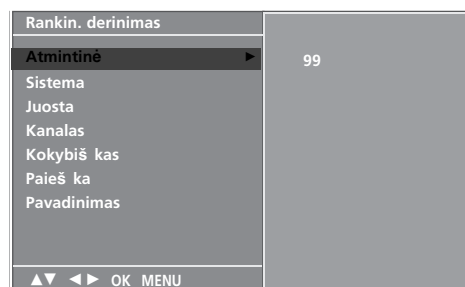 Rankin. derinimas
Atmintinė ► 99
Sistema
Juosta
Kanalas
Kokybiš kas
Paieš ka
Pavadinimas
▲▼ ◄► OK MENU